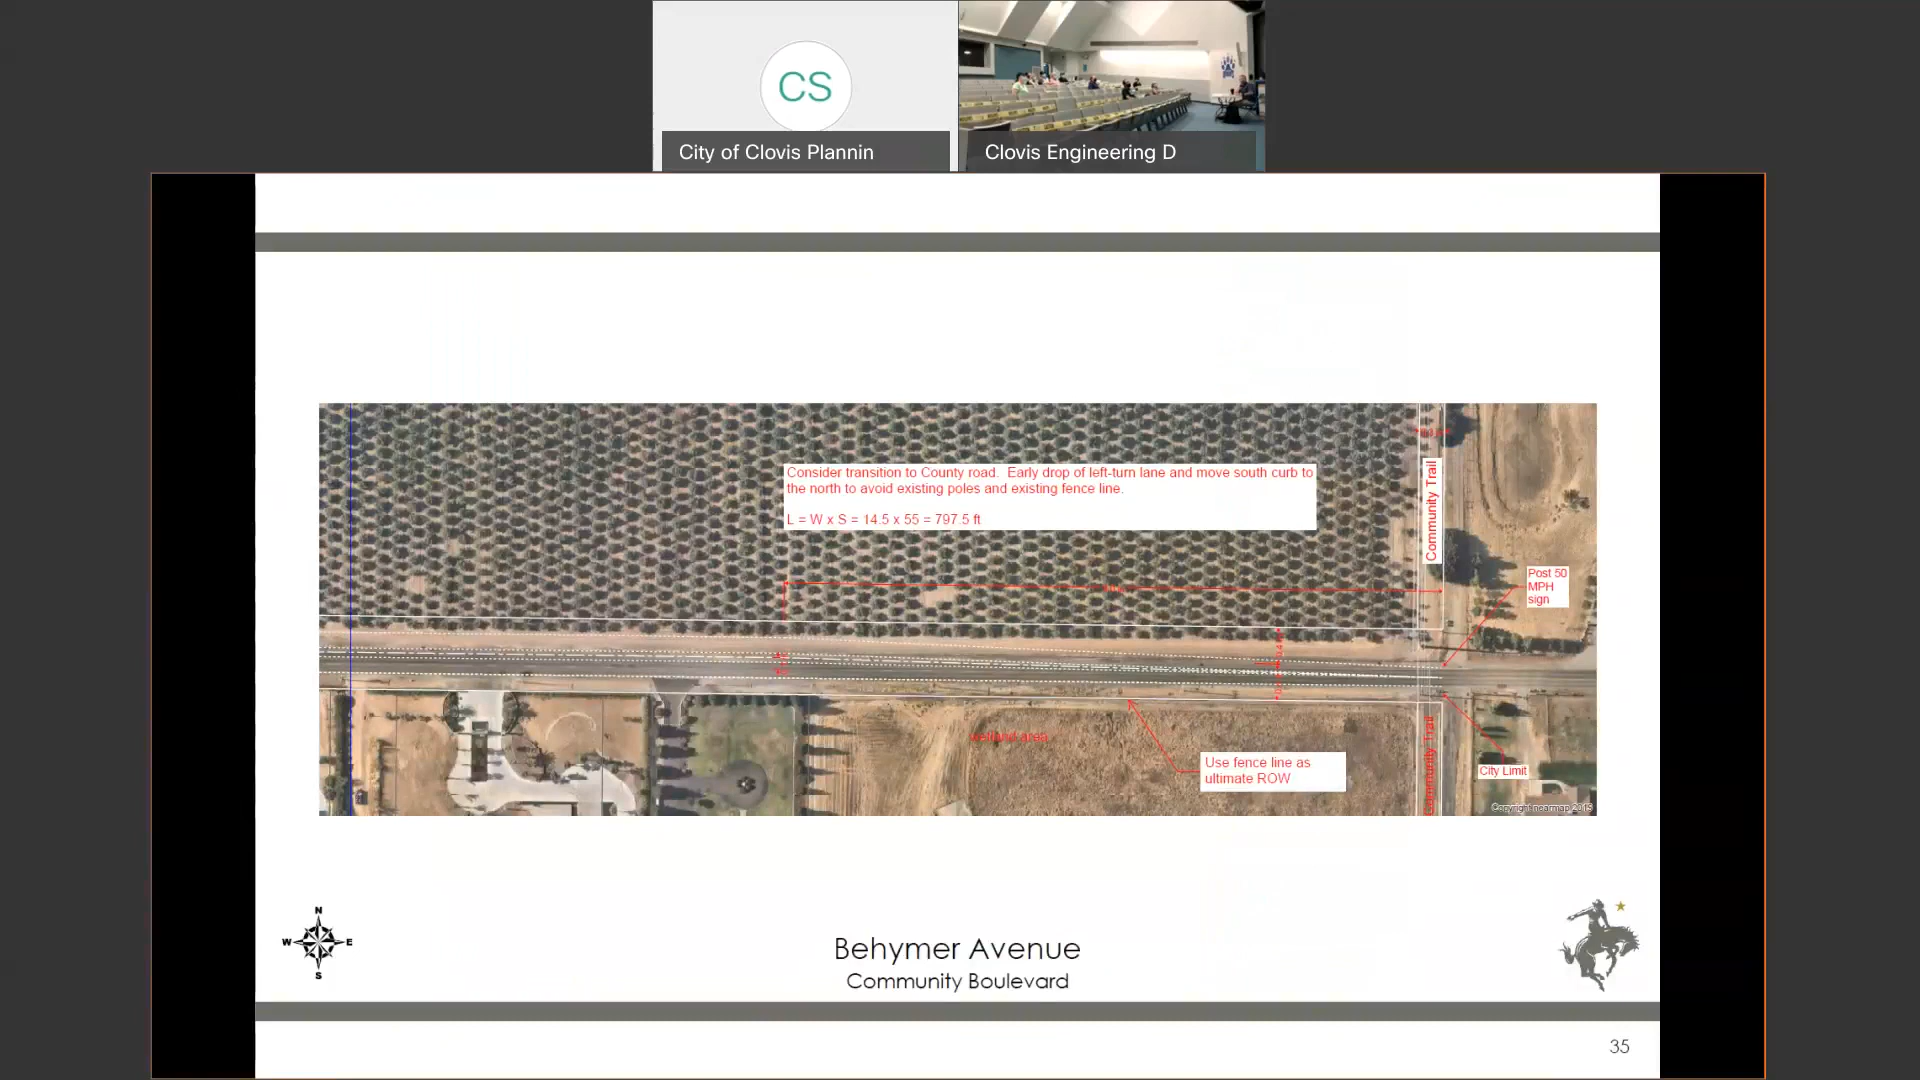 CS
City of Clovis Plannin
Clovis Engineering D
Consider transition to County road. Early drop of left-turn lane and move south curb to
the north to avoid existing poles and existing fence line.
L = W x S = 14.5 x 55 = 797.5 ft
Community Trail
Post 50
MPH
sign
wetland area
Use fence line as
ultimate ROW
Community Trail
City Limit
Copyright nearmap 2015
N
W
E
S
Behymer Avenue
Community Boulevard
35